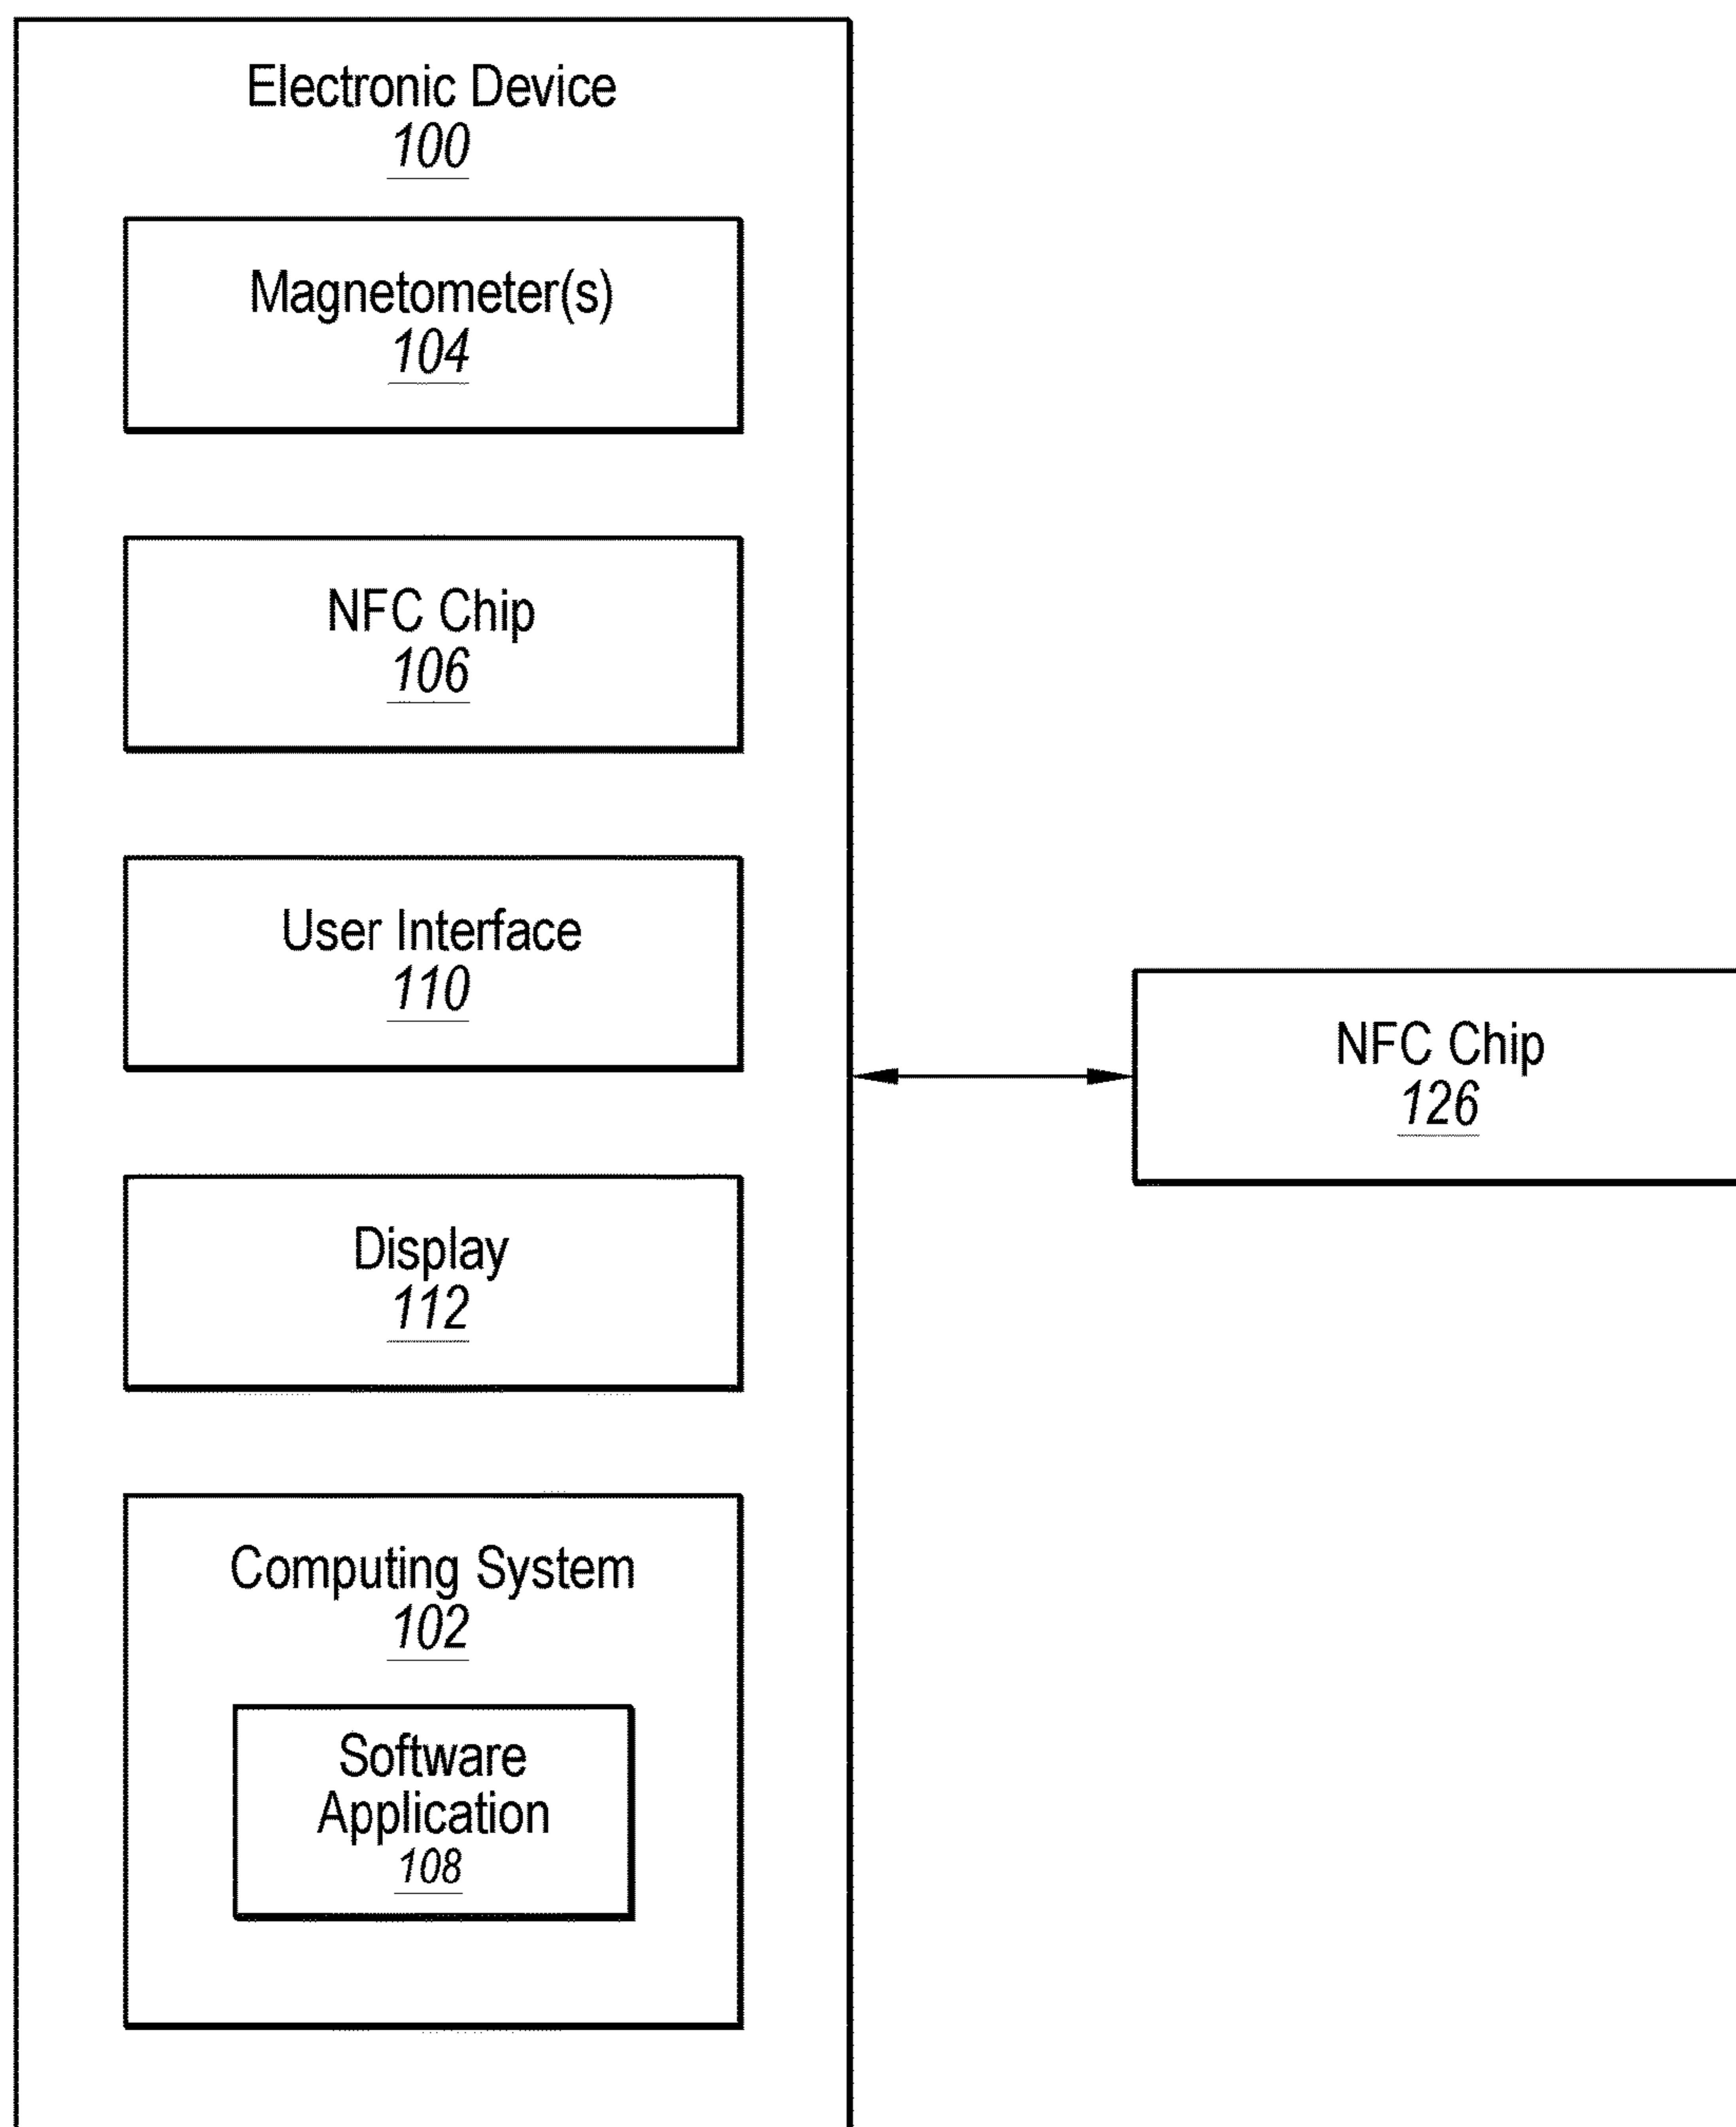 Electronic Device
100
Magnetometer(s)
104
NFC Chip
106
User Interface
110
Display
112
Computing System
102
Software
Application
108
NFC Chip
126